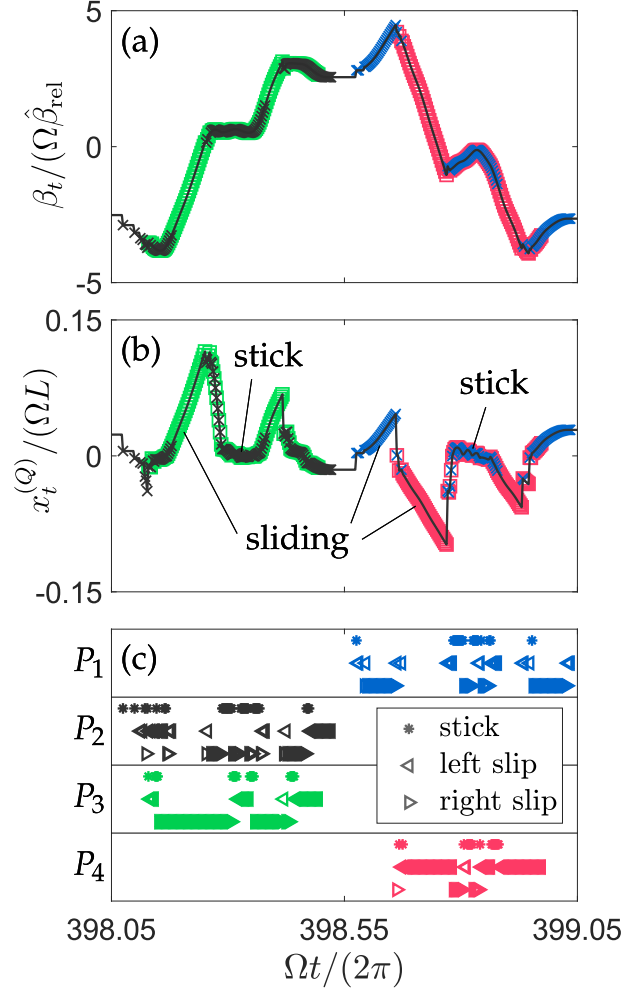 (a)
5
0
-5
β_t/(Ωβ̂_rel)
(b)
0.15
0
-0.15
x_t^(Q)/(ΩL)
stick
stick
sliding
(c)
P_1
P_2
P_3
P_4
stick
left slip
right slip
398.05
398.55
399.05
Ωt/(2π)